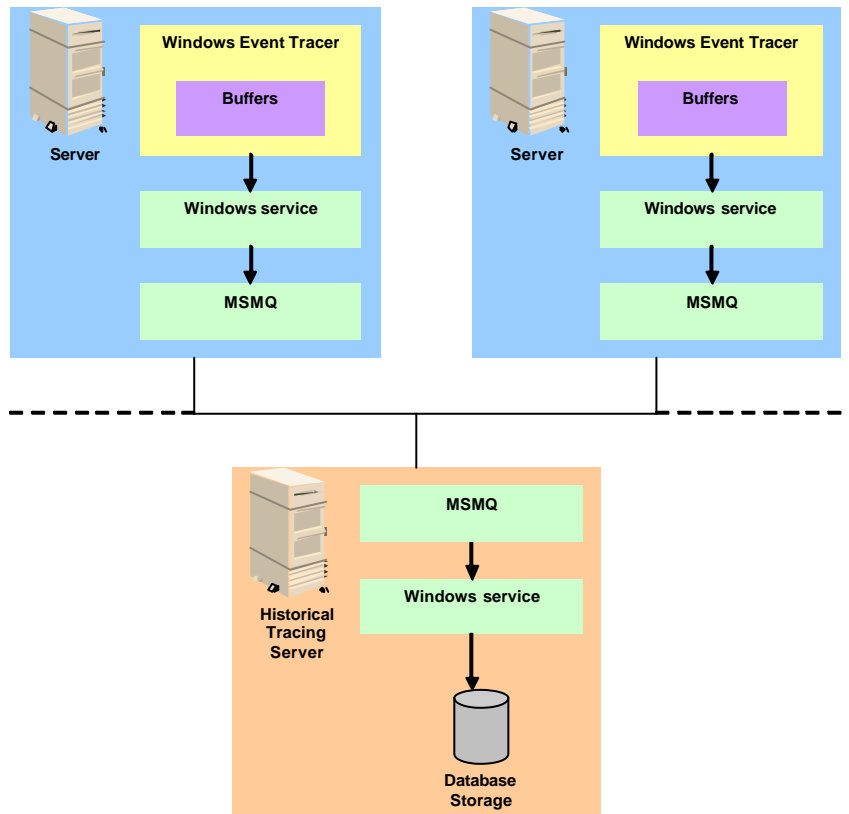 Windows Event Tracer
Buffers
Server
Windows service
MSMQ
Windows Event Tracer
Buffers
Server
Windows service
MSMQ
MSMQ
Windows service
Historical
Tracing
Server
Database
Storage